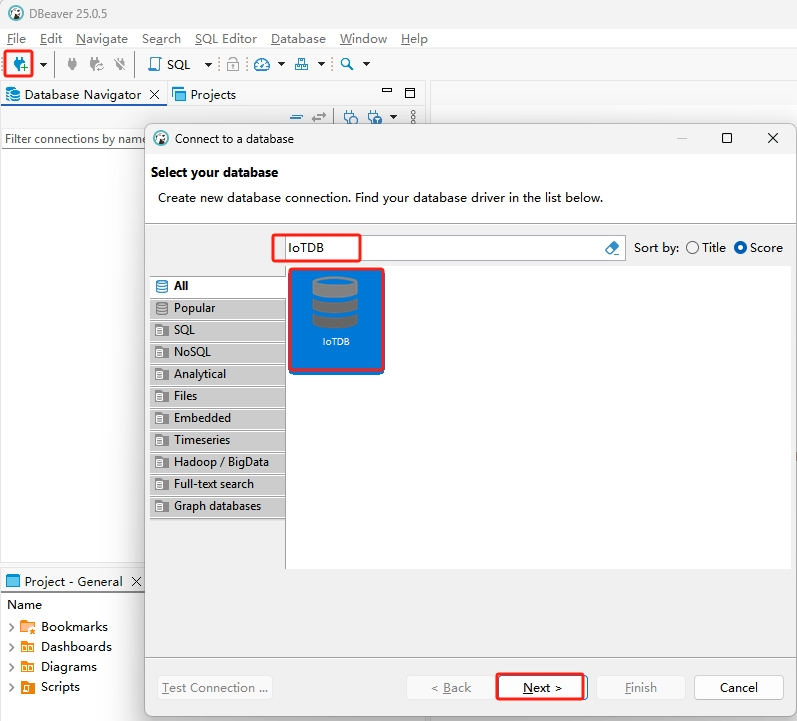 DBeaver 25.0.5
File Edit Navigate Search SQL Editor Database Window Help
SQL
Database Navigator Projects
Filter connections by name
Connect to a database
Select your database
Create new database connection. Find your database driver in the list below.
IoTDB Sort by: Title Score
All
Popular
SQL
NoSQL
Analytical
Files
Embedded
Timeseries
Hadoop / BigData
Full-text search
Graph databases
IoTDB
Project - General
Name
Bookmarks
Dashboards
Diagrams
Scripts
Test Connection ... < Back Next > Finish Cancel